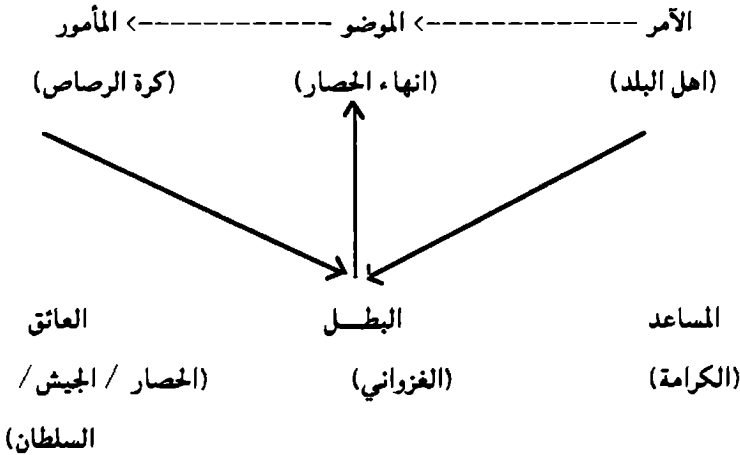 الآمر -------------> الموضو ------------> المأمور
(اهل البلد) (انهاء الحصار) (كرة الرصاص)
المساعد البطـــل العائق
(الكرامة) (الغزواني) (الحصار / الجيش /
السلطان)